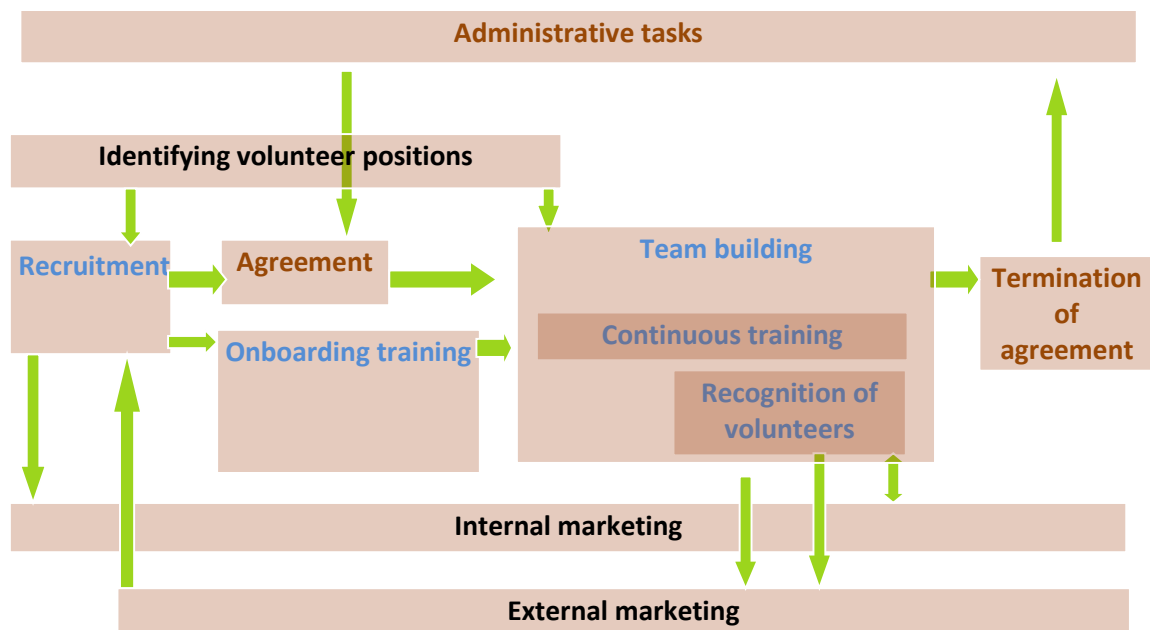 Administrative tasks
Identifying volunteer positions
Recruitment
Agreement
Team building
Termination
of
agreement
Onboarding training
Continuous training
Recognition of
volunteers
Internal marketing
External marketing